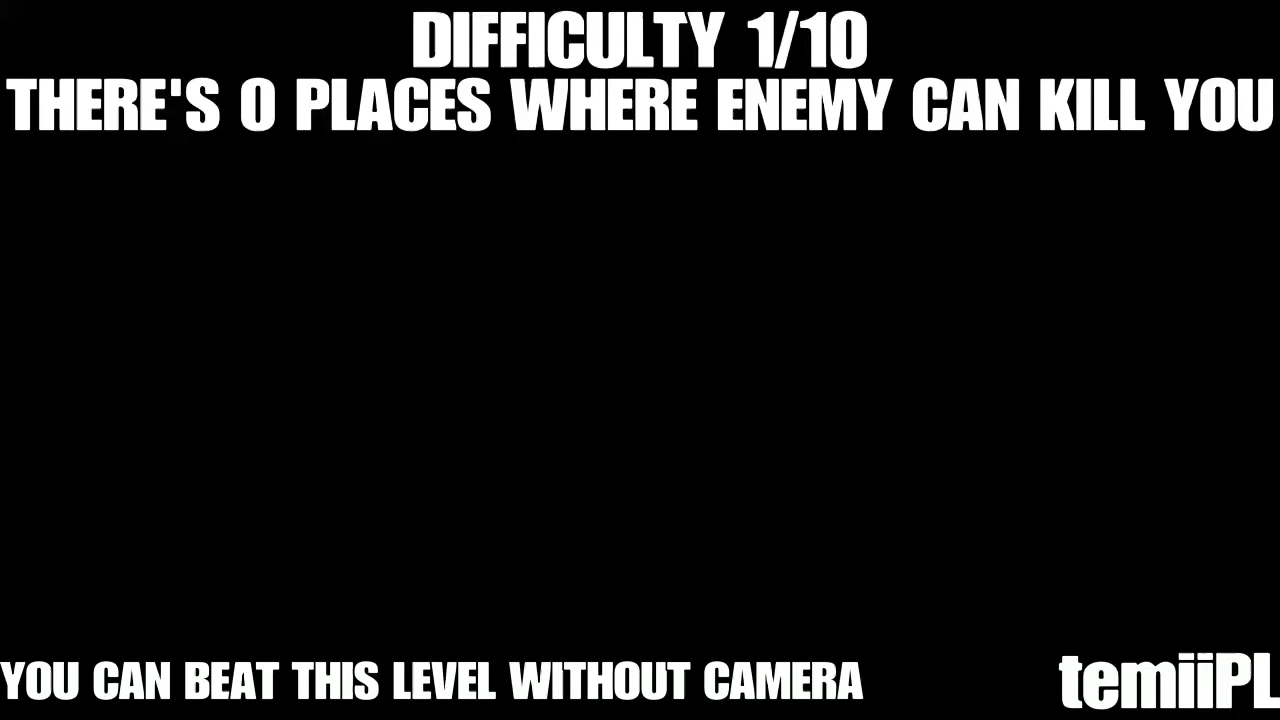 DIFFICULTY 1/10
THERE'S 0 PLACES WHERE ENEMY CAN KILL YOU
YOU CAN BEAT THIS LEVEL WITHOUT CAMERA
temiiPL